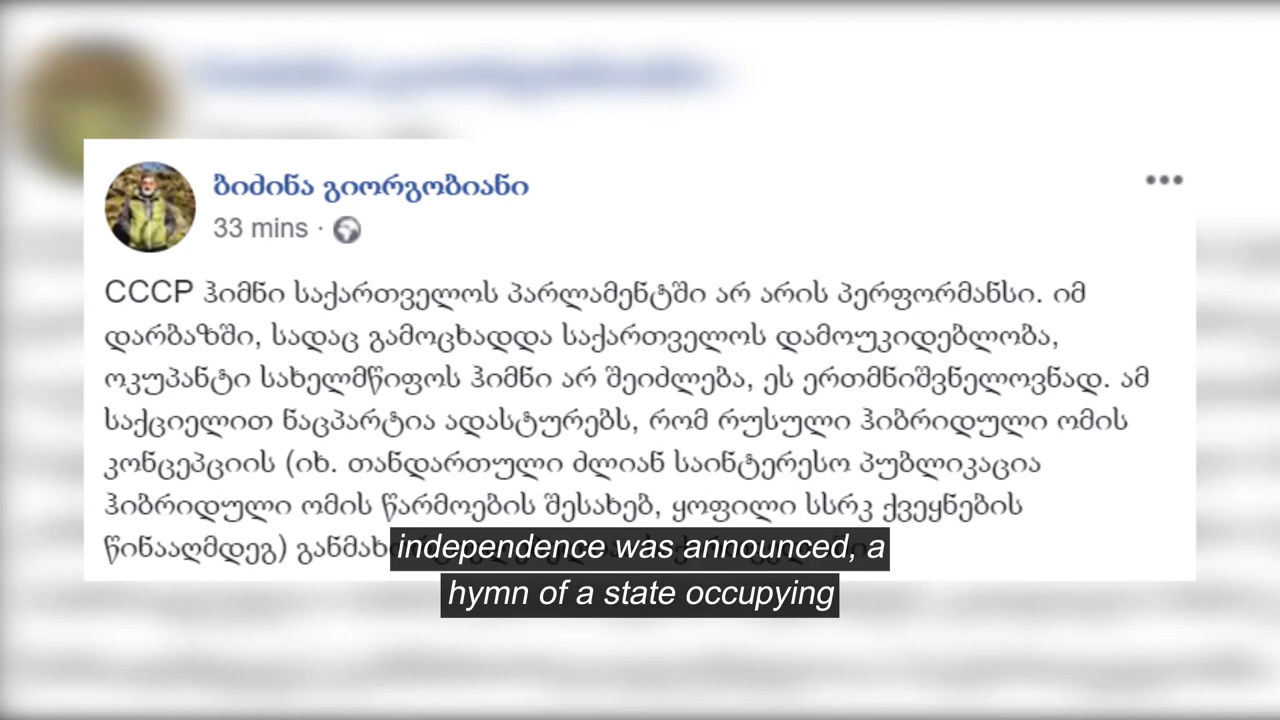 ბიძინა გიორგობიანი
33 mins ·
CCCP ჰიმნი საქართველოს პარლამენტში არ არის პერფორმანსი. იმ
დარბაზში, სადაც გამოცხადდა საქართველოს დამოუკიდებლობა,
ოკუპანტი სახელმწიფოს ჰიმნი არ შეიძლება, ეს ერთმნიშვნელოვნად. ამ
საქციელით ნაცპარტია ადასტურებს, რომ რუსული ჰიბრიდული ომის
კონცეპციის (იხ. თანდართული ძლიან საინტერესო პუბლიკაცია
ჰიბრიდული ომის წარმოების შესახებ, ყოფილი სსრკ ქვეყნების
წინააღმდეგ)
independence was announced, a
hymn of a state occupying